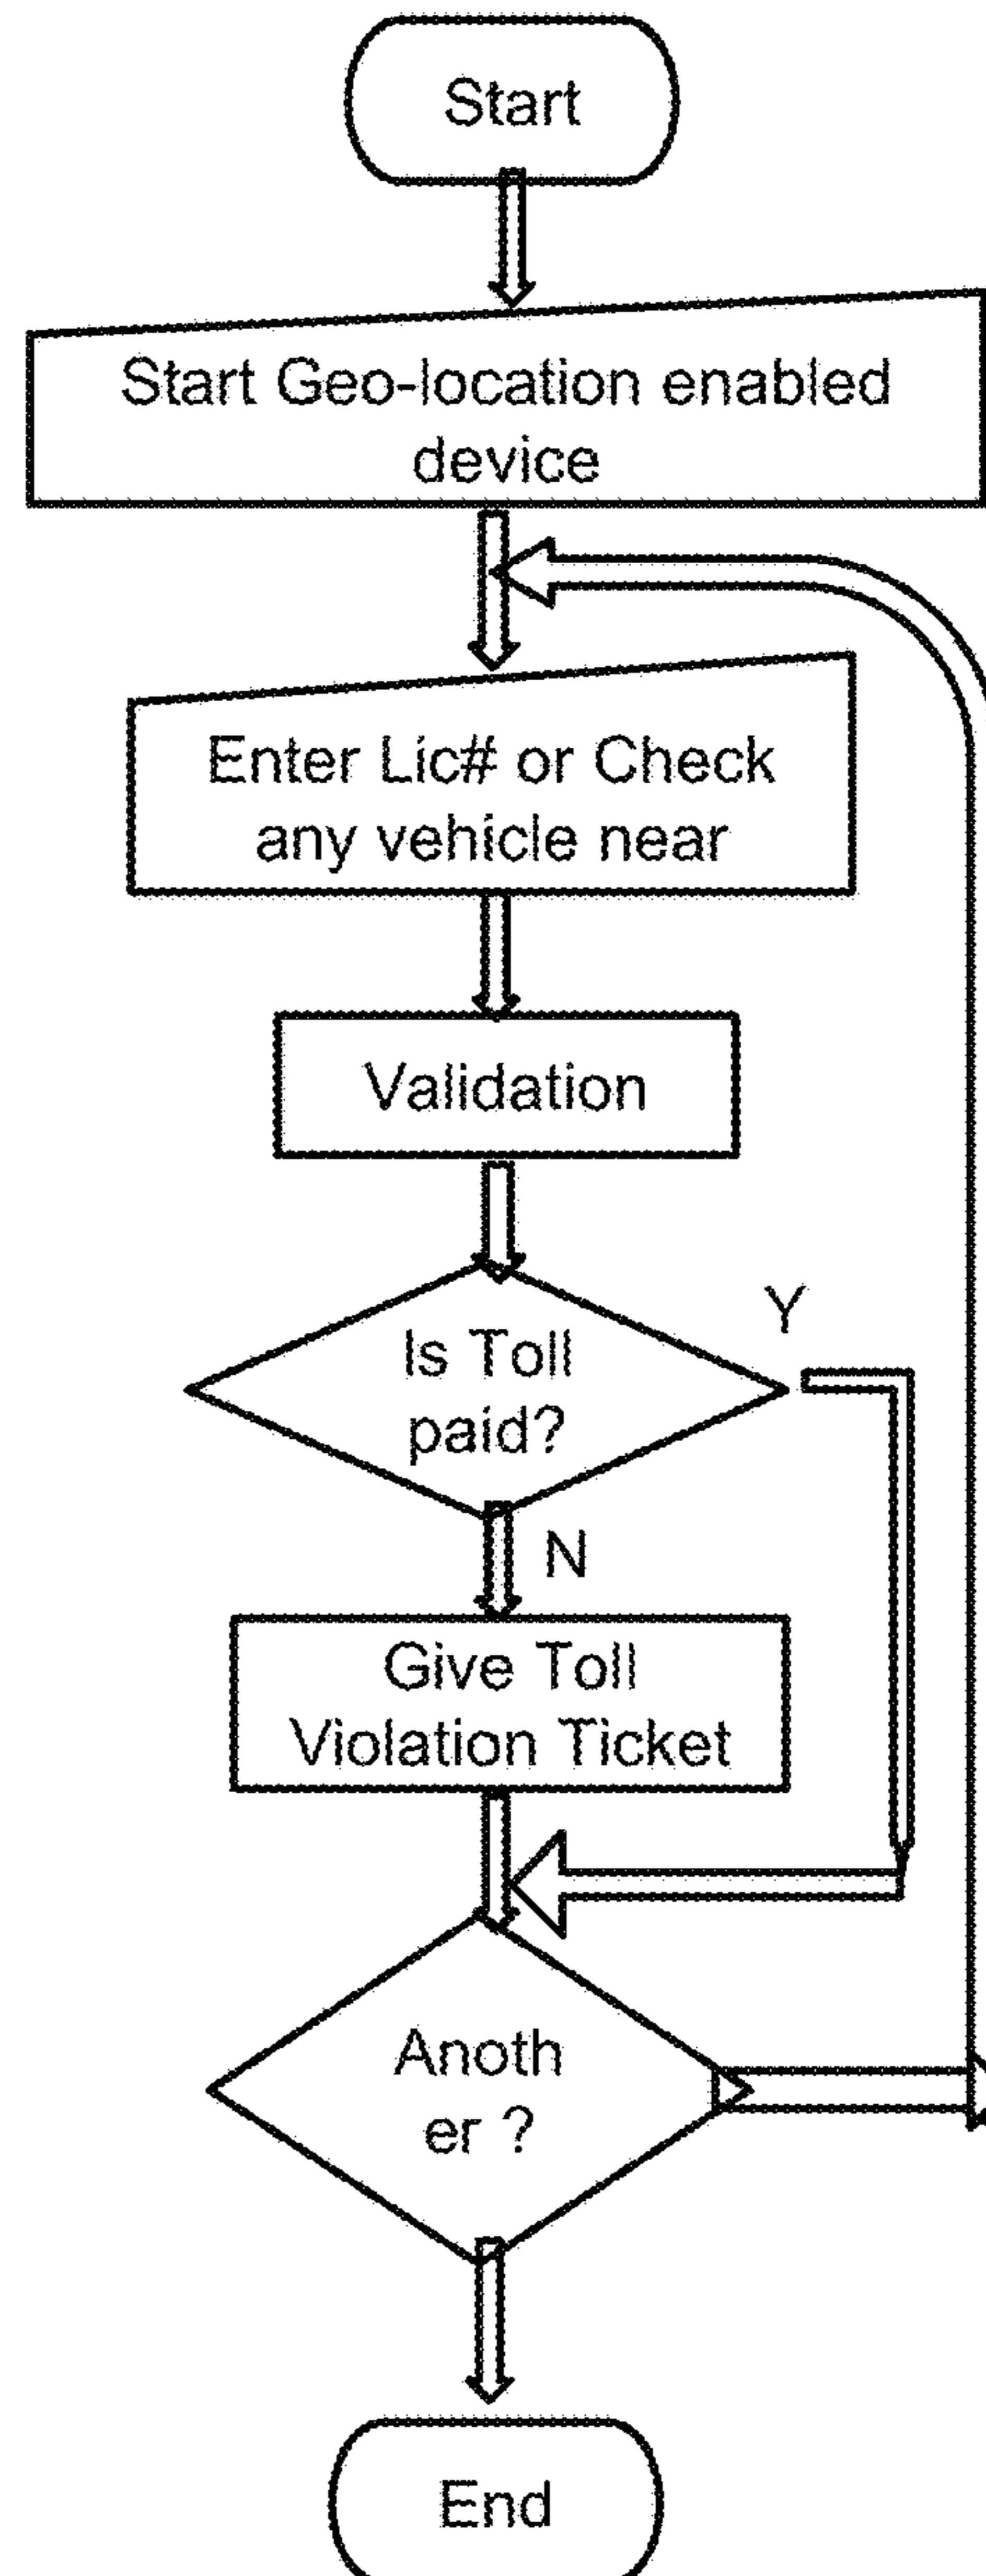 Start
Start Geo-location enabled
device
Enter Lic# or Check
any vehicle near
Validation
Is Toll
paid?
Y
N
Give Toll
Violation Ticket
Anoth
er ?
End